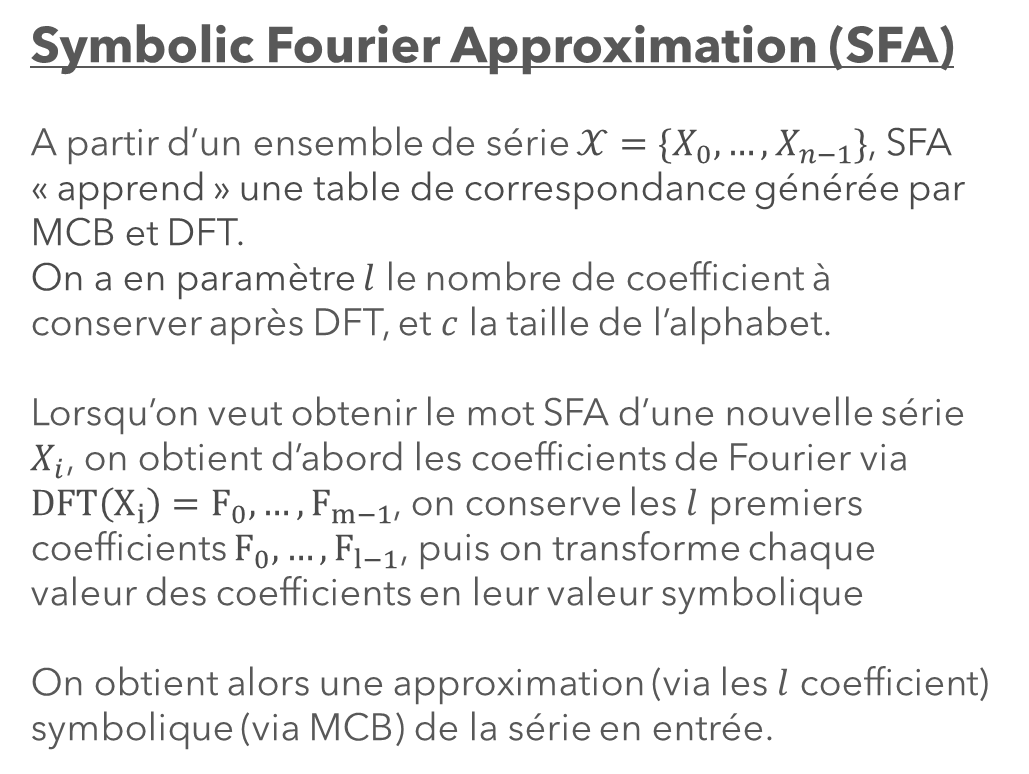 Symbolic Fourier Approximation (SFA)
A partir d’un ensemble de série 𝒳 = {𝑋₀, … , 𝑋ₙ₋₁}, SFA
« apprend » une table de correspondance générée par
MCB et DFT.
On a en paramètre 𝑙 le nombre de coefficient à
conserver après DFT, et 𝑐 la taille de l’alphabet.
Lorsqu’on veut obtenir le mot SFA d’une nouvelle série
𝑋ᵢ, on obtient d’abord les coefficients de Fourier via
DFT(Xᵢ) = F₀, … , Fₘ₋₁, on conserve les 𝑙 premiers
coefficients F₀, … , Fₗ₋₁, puis on transforme chaque
valeur des coefficients en leur valeur symbolique
On obtient alors une approximation (via les 𝑙 coefficient)
symbolique (via MCB) de la série en entrée.